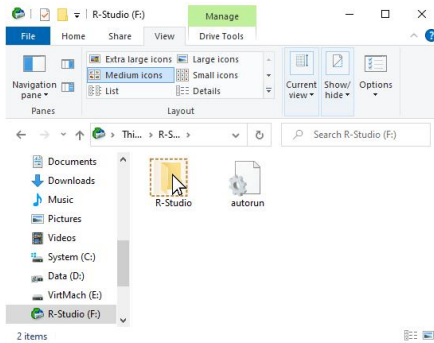 R-Studio (F:)
Manage
File
Home
Share
View
Drive Tools
Navigation pane
Extra large icons
Large icons
Medium icons
Small icons
List
Details
Current view
Show/ hide
Options
Panes
Layout
Thi...
R-S...
Search R-Studio (F:)
Documents
Downloads
Music
Pictures
Videos
System (C:)
Data (D:)
VirtMach (E:)
R-Studio (F:)
R-Studio
autorun
2 items